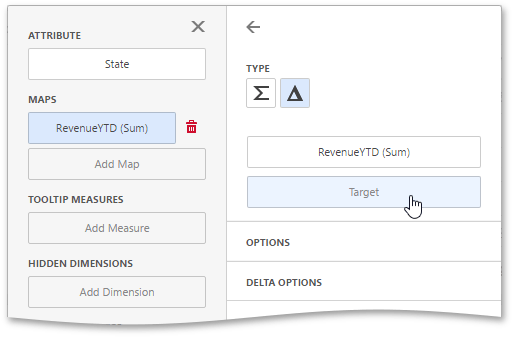 ATTRIBUTE
State
MAPS
RevenueYTD (Sum)
Add Map
TOOLTIP MEASURES
Add Measure
HIDDEN DIMENSIONS
Add Dimension
TYPE
Σ Δ
RevenueYTD (Sum)
Target
OPTIONS
DELTA OPTIONS